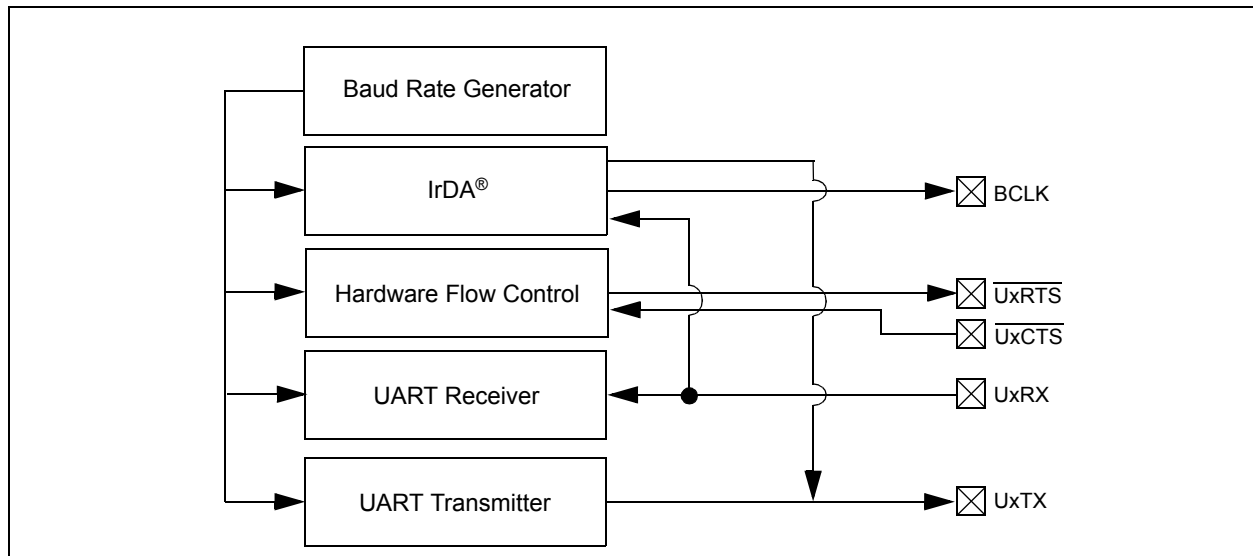 Baud Rate Generator
IrDA®
BCLK
Hardware Flow Control
UxRTS
UxCTS
UART Receiver
UxRX
UART Transmitter
UxTX